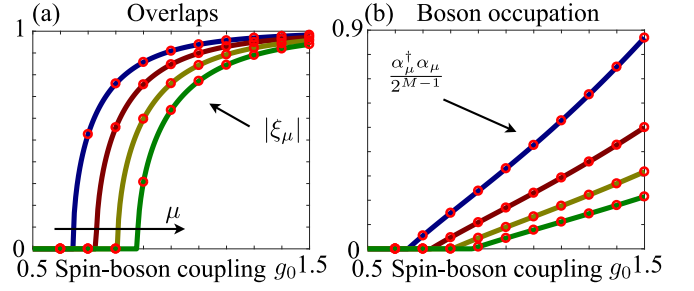 (a) Overlaps
1
|ξ_μ|
μ
0
0.5 Spin-boson coupling g_0 1.5
(b) Boson occupation
0.9
α_μ^† α_μ
2^{M-1}
0
0.5 Spin-boson coupling g_0 1.5